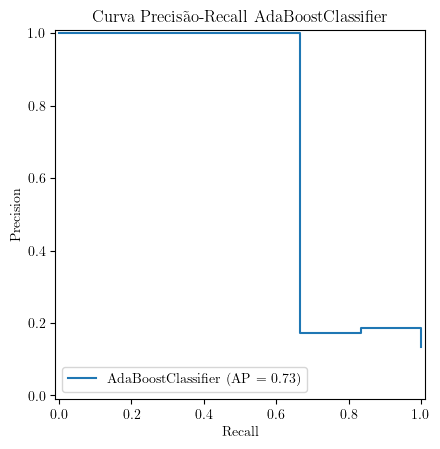 Curva Precisão-Recall AdaBoostClassifier
1.0
0.8
0.6
0.4
0.2
0.0
Precision
AdaBoostClassifier (AP = 0.73)
0.0 0.2 0.4 0.6 0.8 1.0
Recall